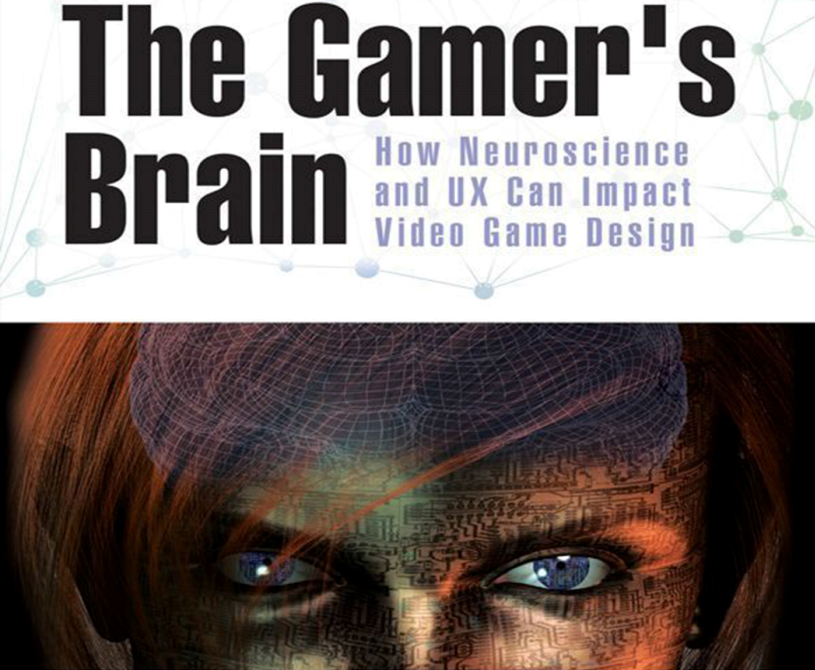 The Gamer's
Brain
How Neuroscience
and UX Can Impact
Video Game Design